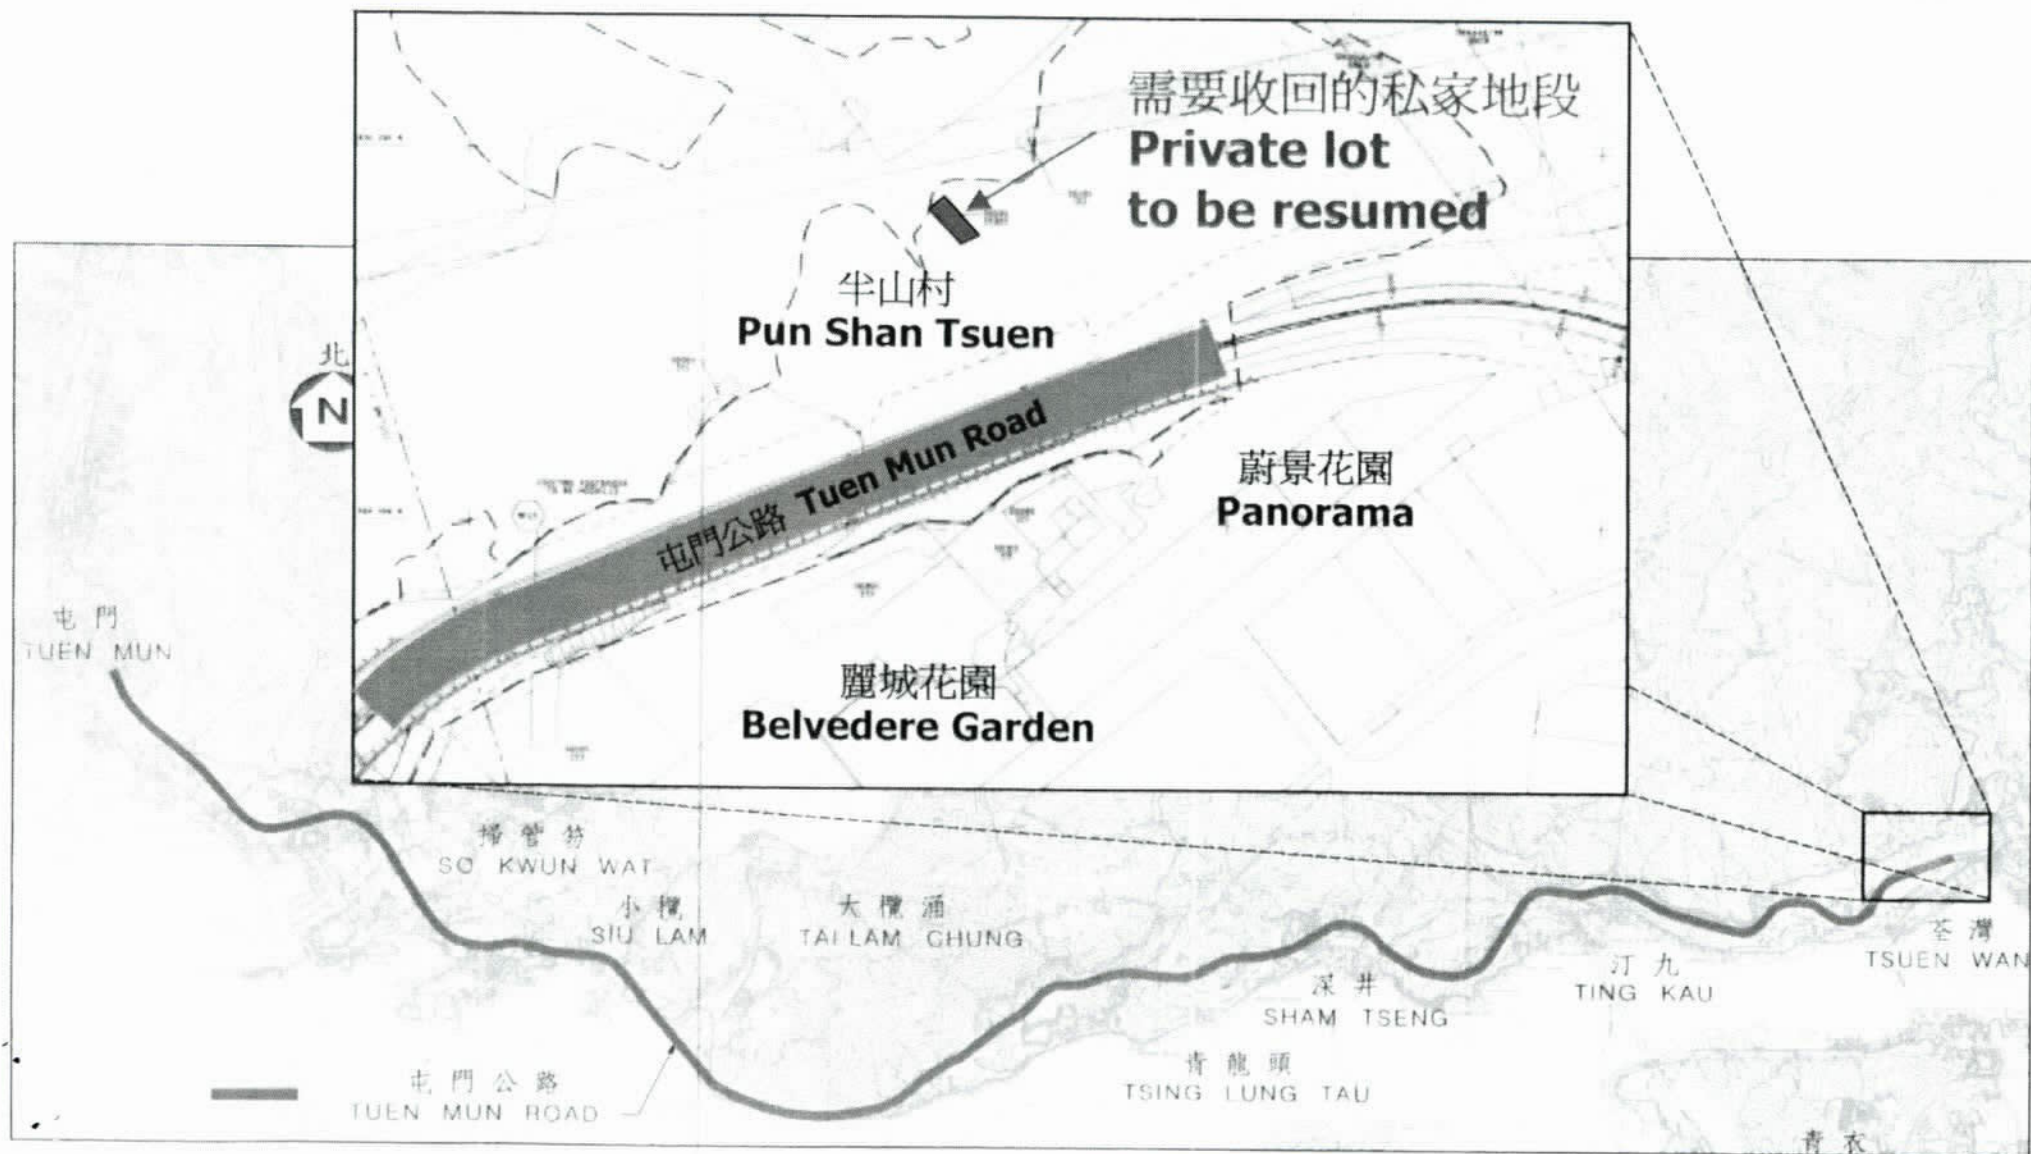 需要收回的私家地段
Private lot
to be resumed
半山村
Pun Shan Tsuen
北
N
屯門公路 Tuen Mun Road
蔚景花園
Panorama
麗城花園
Belvedere Garden
屯門
TUEN MUN
掃管笏
SO KWUN WAT
小欖
SIU LAM
大欖涌
TAI LAM CHUNG
荃灣
TSUEN WAN
汀九
TING KAU
深井
SHAM TSENG
青龍頭
TSING LUNG TAU
屯門公路
TUEN MUN ROAD
青衣